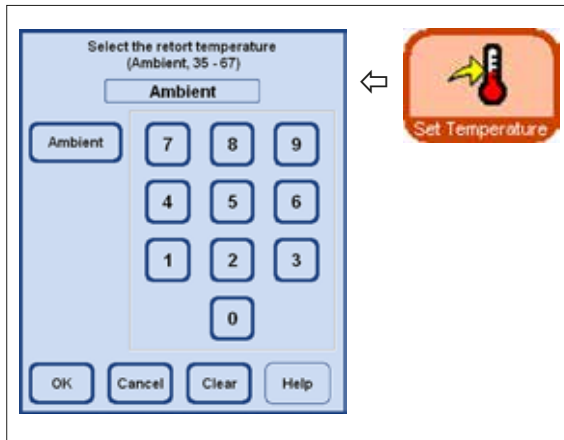 Select the retort temperature
(Ambient, 35 - 67)
Ambient
Set Temperature
Ambient
7 8 9
4 5 6
1 2 3
0
OK Cancel Clear Help